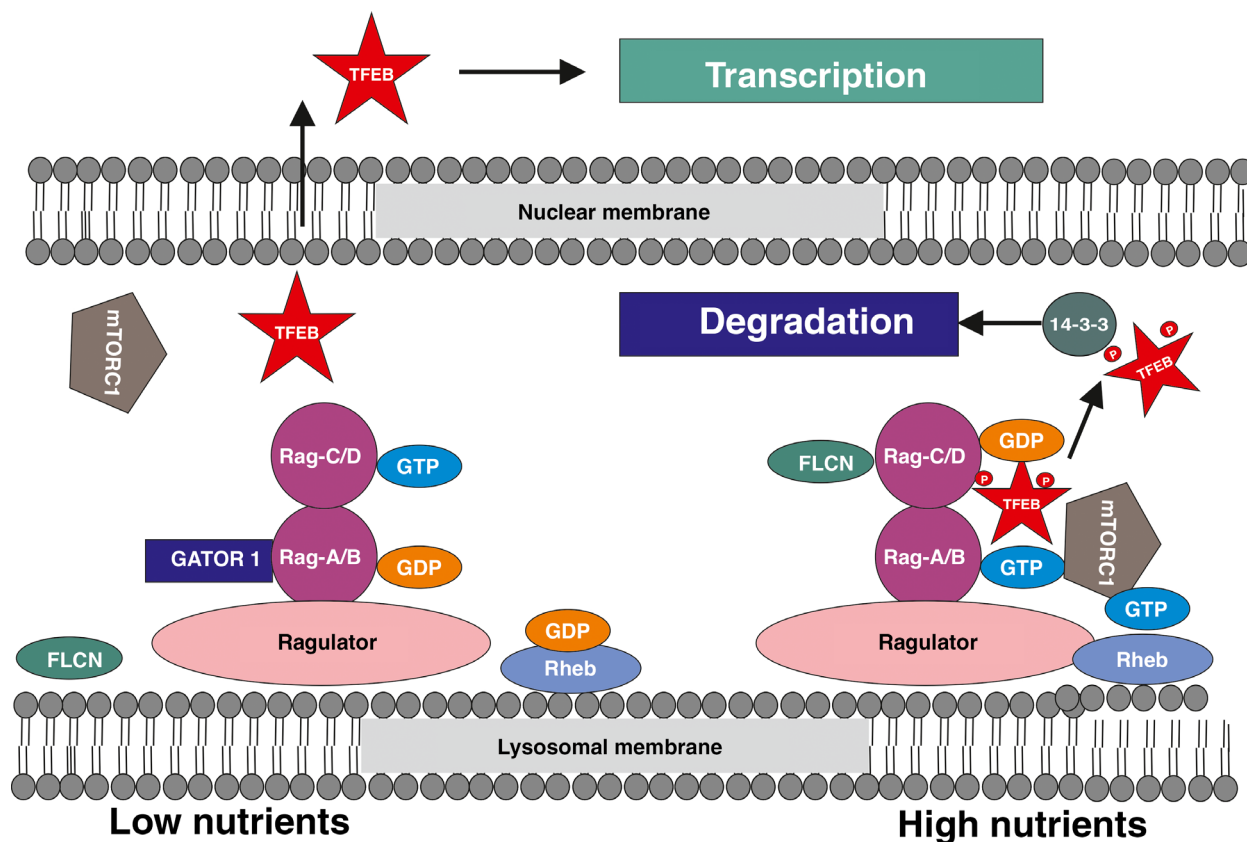 TFEB
Transcription
Nuclear membrane
mTORC1
TFEB
Degradation
14-3-3
P
P
TFEB
Rag-C/D
GTP
FLCN
Rag-C/D
GDP
P
P
TFEB
mTORC1
GATOR 1
Rag-A/B
GDP
Rag-A/B
GTP
GTP
FLCN
Ragulator
GDP
Rheb
Ragulator
Rheb
Lysosomal membrane
Low nutrients
High nutrients